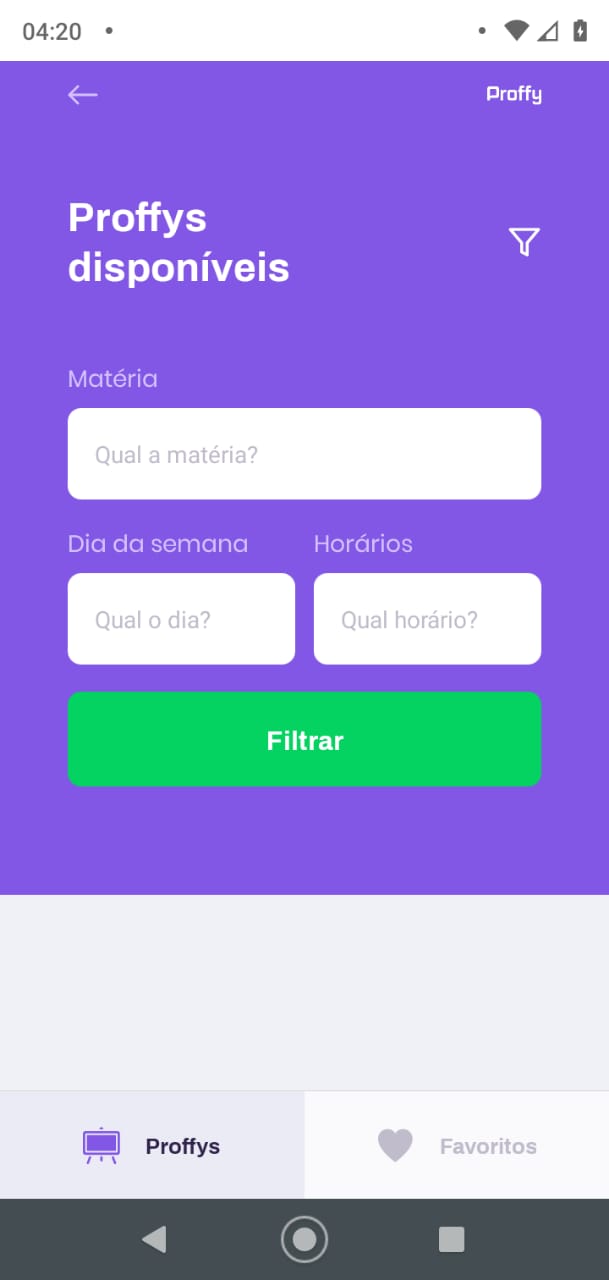 04:20
Proffy
Proffys
disponíveis
Matéria
Qual a matéria?
Dia da semana
Horários
Qual o dia?
Qual horário?
Filtrar
Proffys
Favoritos